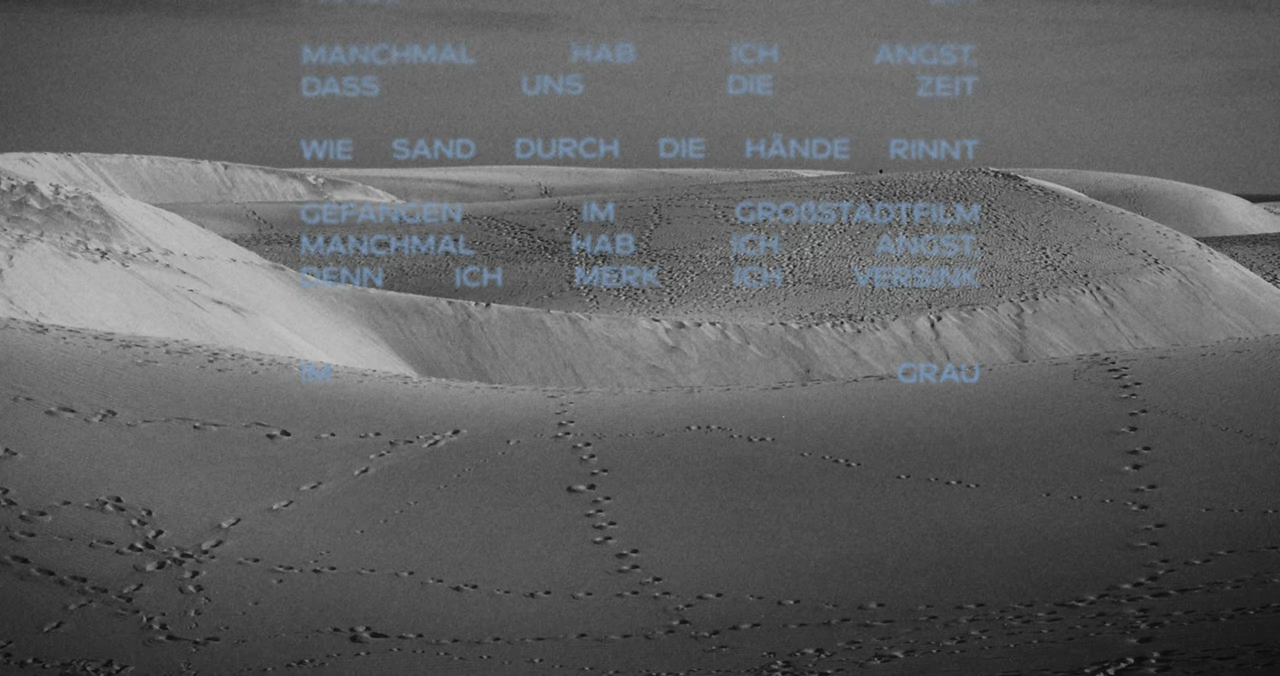 MANCHMAL HAB ICH ANGST,
DASS UNS DIE ZEIT
WIE SAND DURCH DIE HÄNDE RINNT
GEFANGEN IM GROßSTADTFILM
MANCHMAL HAB ICH ANGST,
DENN ICH MERK ICH VERSINK
IM GRAU